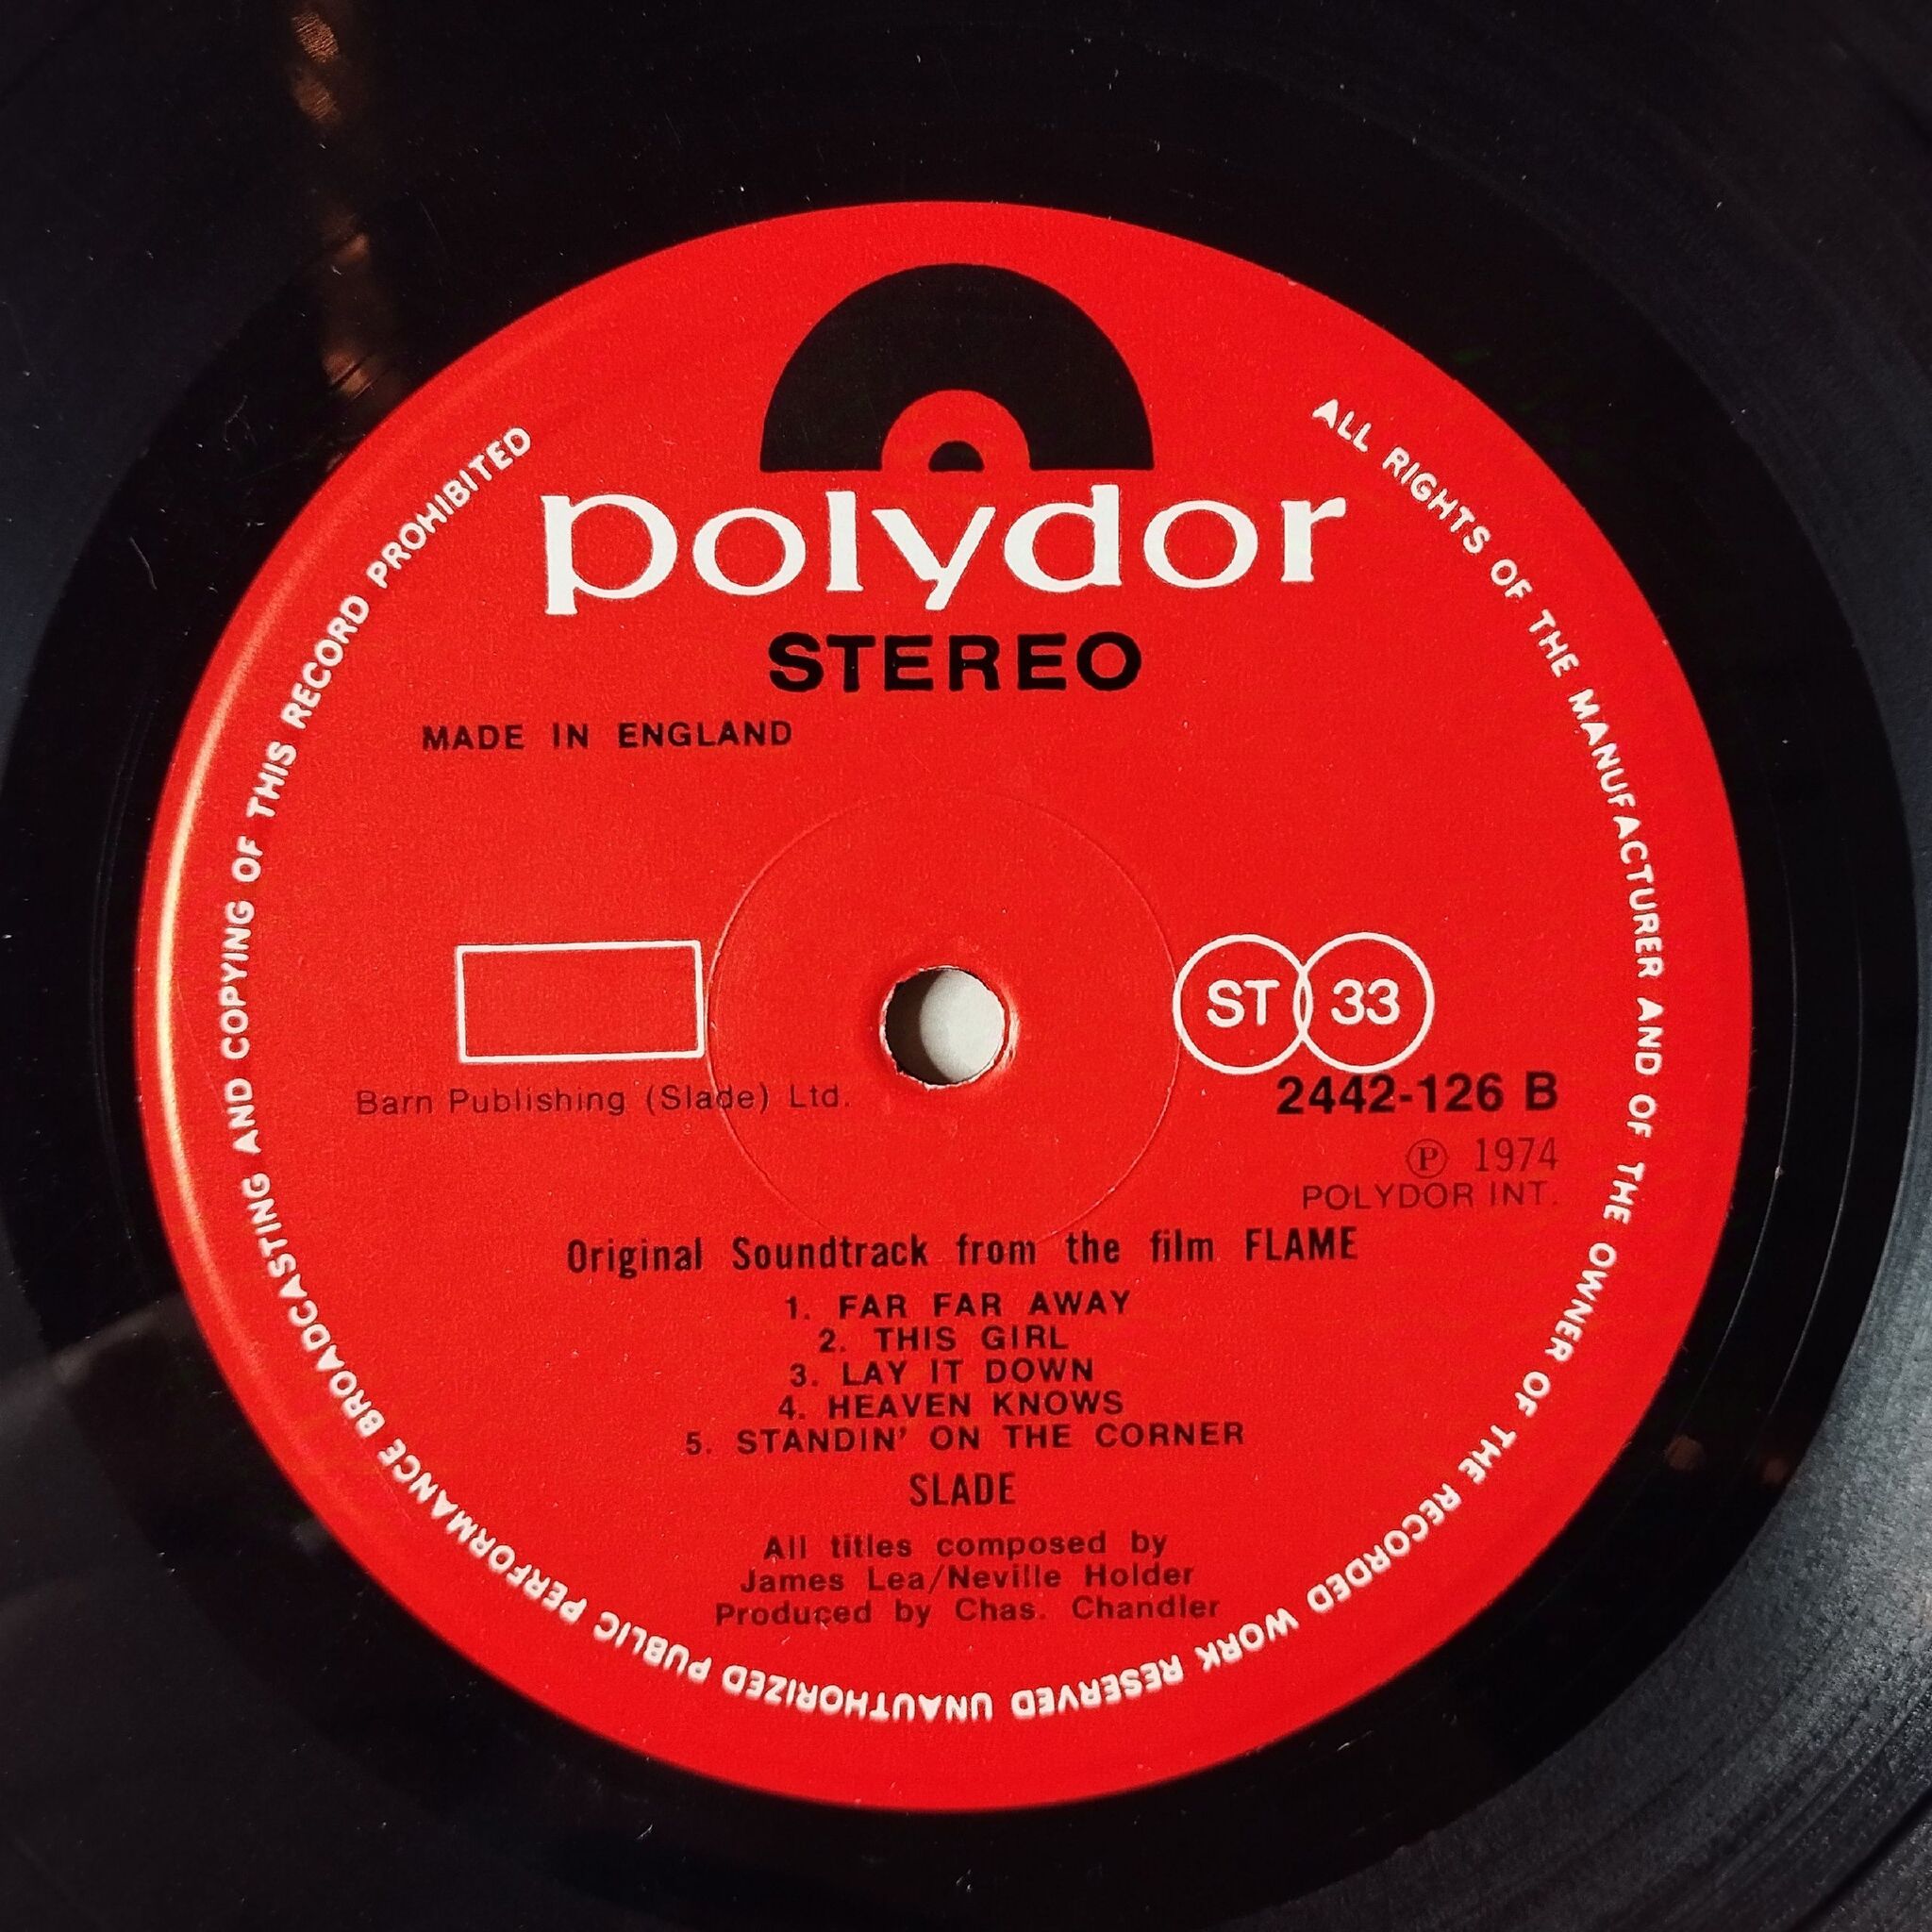 polydor
STEREO
MADE IN ENGLAND
ST 33
Barn Publishing (Slade) Ltd.
2442-126 B
Ⓟ 1974
POLYDOR INT.
Original Soundtrack from the film FLAME
1. FAR FAR AWAY
2. THIS GIRL
3. LAY IT DOWN
4. HEAVEN KNOWS
5. STANDIN' ON THE CORNER
SLADE
All titles composed by
James Lea/Neville Holder
Produced by Chas. Chandler
ALL RIGHTS OF THE MANUFACTURER AND OF THE OWNER OF THE RECORDED WORK RESERVED UNAUTHORIZED PUBLIC PERFORMANCE BROADCASTING AND COPYING OF THIS RECORD PROHIBITED